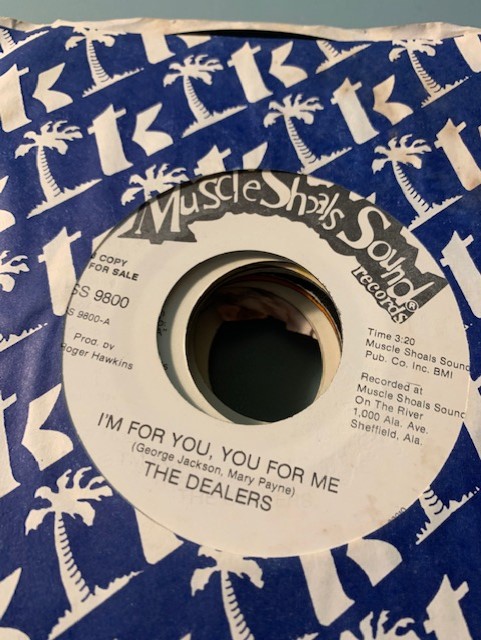 Muscle Shoals Sound®
records
COPY
FOR SALE
SS 9800
S 9800-A
Prod. by
Roger Hawkins
Time 3:20
Muscle Shoals Sound
Pub. Co. Inc. BMI
Recorded at
Muscle Shoals Sound
On The River
1,000 Ala. Ave.
Sheffield, Ala.
I'M FOR YOU, YOU FOR ME
(George Jackson, Mary Payne)
THE DEALERS